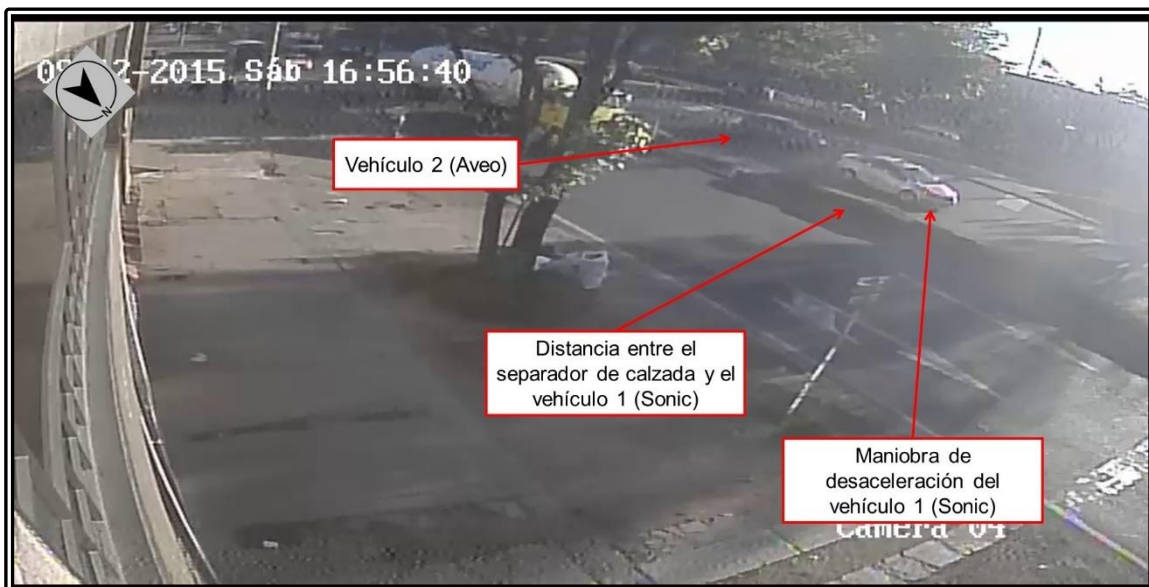 -2015 Sáb 16:56:40
N
Vehículo 2 (Aveo)
Distancia entre el
separador de calzada y el
vehículo 1 (Sonic)
Maniobra de
desaceleración del
vehículo 1 (Sonic)
Camera 04